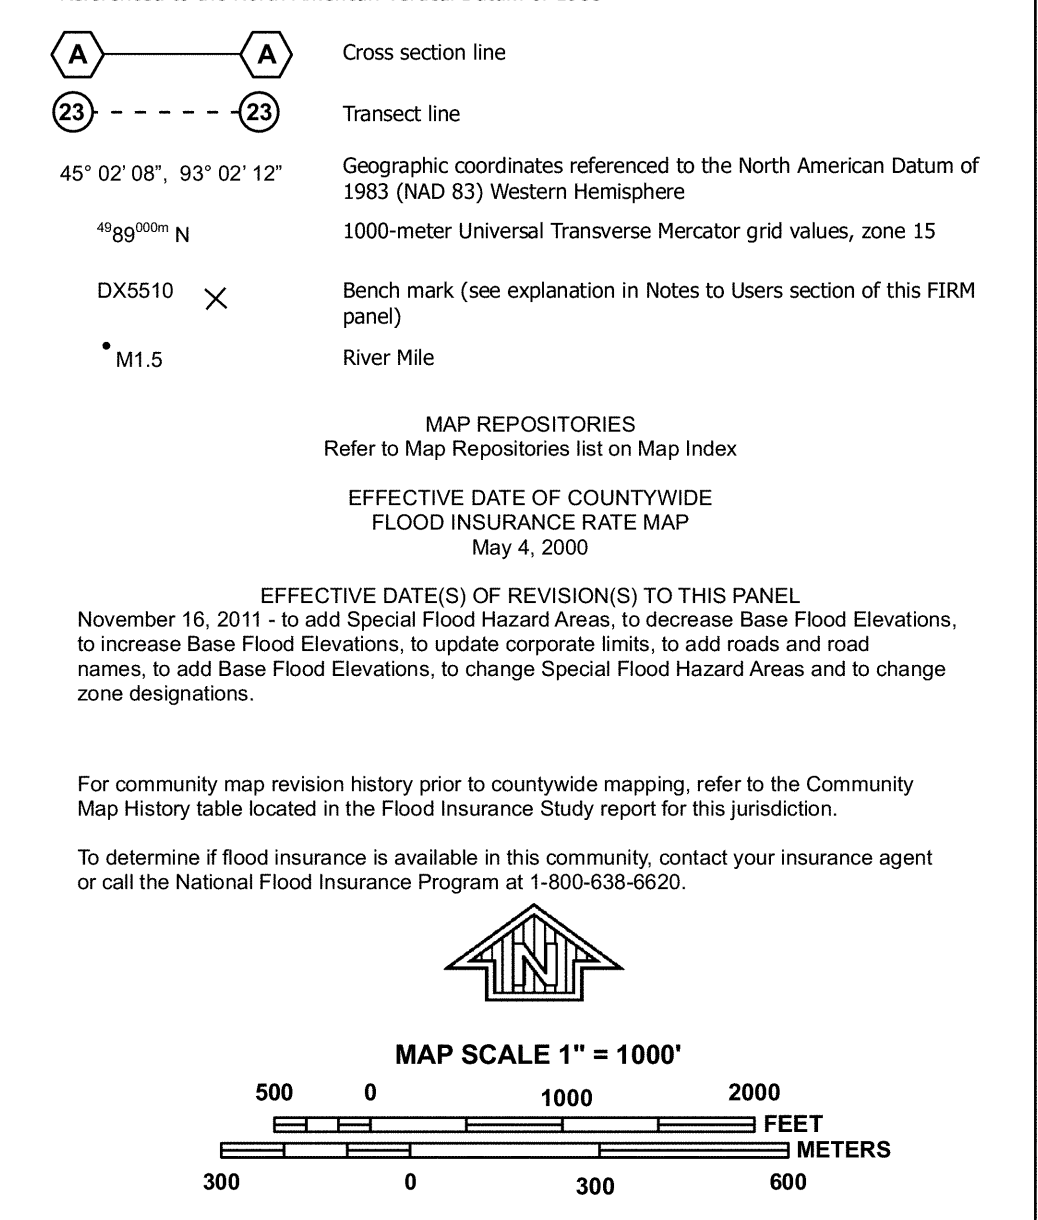 A A Cross section line
23 23 Transect line
45° 02' 08", 93° 02' 12" Geographic coordinates referenced to the North American Datum of
1983 (NAD 83) Western Hemisphere
4989000m N 1000-meter Universal Transverse Mercator grid values, zone 15
DX5510 Bench mark (see explanation in Notes to Users section of this FIRM
panel)
M1.5 River Mile
MAP REPOSITORIES
Refer to Map Repositories list on Map Index
EFFECTIVE DATE OF COUNTYWIDE
FLOOD INSURANCE RATE MAP
May 4, 2000
EFFECTIVE DATE(S) OF REVISION(S) TO THIS PANEL
November 16, 2011 - to add Special Flood Hazard Areas, to decrease Base Flood Elevations,
to increase Base Flood Elevations, to update corporate limits, to add roads and road
names, to add Base Flood Elevations, to change Special Flood Hazard Areas and to change
zone designations.
For community map revision history prior to countywide mapping, refer to the Community
Map History table located in the Flood Insurance Study report for this jurisdiction.
To determine if flood insurance is available in this community, contact your insurance agent
or call the National Flood Insurance Program at 1-800-638-6620.
N
MAP SCALE 1" = 1000'
500 0 1000 2000
FEET
METERS
300 0 300 600